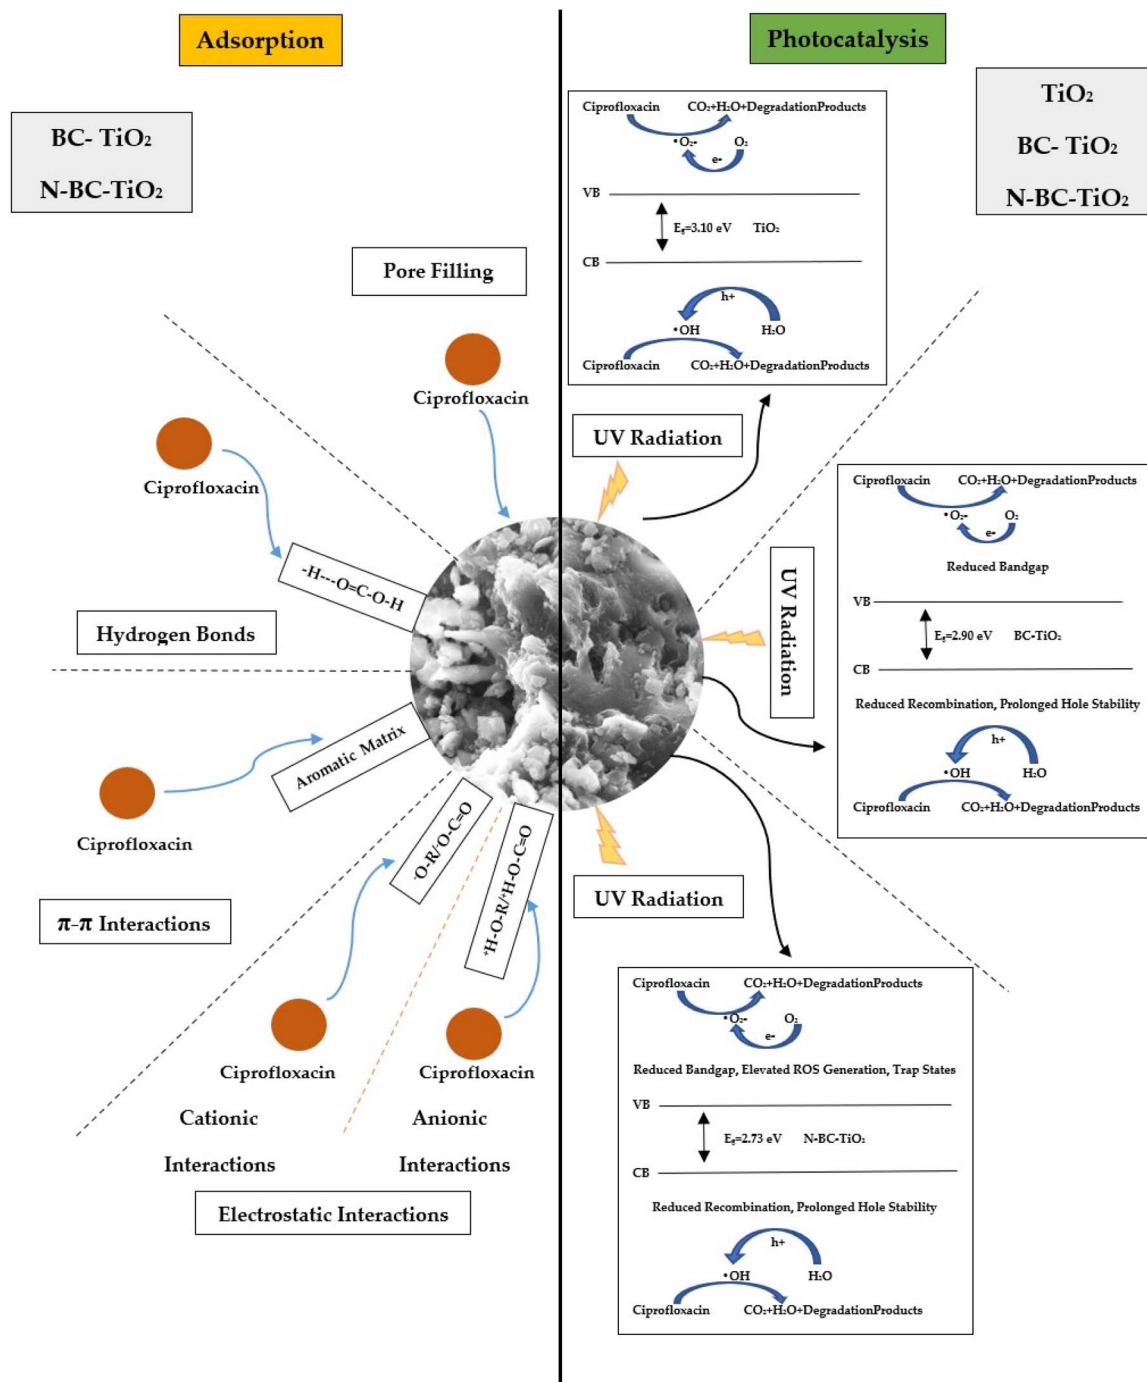 Adsorption
BC- TiO₂
N-BC-TiO₂
Pore Filling
Ciprofloxacin
Ciprofloxacin
-H---O=C-O-H
Hydrogen Bonds
Aromatic Matrix
Ciprofloxacin
π-π Interactions
⁻O-R/⁻O-C=O
⁺H-O-R/⁺H-O-C=O
Ciprofloxacin
Ciprofloxacin
Cationic
Interactions
Anionic
Interactions
Electrostatic Interactions
Photocatalysis
TiO₂
BC- TiO₂
N-BC-TiO₂
Ciprofloxacin CO₂+H₂O+DegradationProducts
•O₂- O₂
e-
VB
Eg=3.10 eV TiO₂
CB
h+
•OH H₂O
Ciprofloxacin CO₂+H₂O+DegradationProducts
UV Radiation
Ciprofloxacin CO₂+H₂O+DegradationProducts
•O₂- O₂
e-
Reduced Bandgap
VB
Eg=2.90 eV BC-TiO₂
CB
Reduced Recombination, Prolonged Hole Stability
h+
•OH H₂O
Ciprofloxacin CO₂+H₂O+DegradationProducts
UV Radiation
UV Radiation
Ciprofloxacin CO₂+H₂O+DegradationProducts
•O₂- O₂
e-
Reduced Bandgap, Elevated ROS Generation, Trap States
VB
Eg=2.73 eV N-BC-TiO₂
CB
Reduced Recombination, Prolonged Hole Stability
h+
•OH H₂O
Ciprofloxacin CO₂+H₂O+DegradationProducts